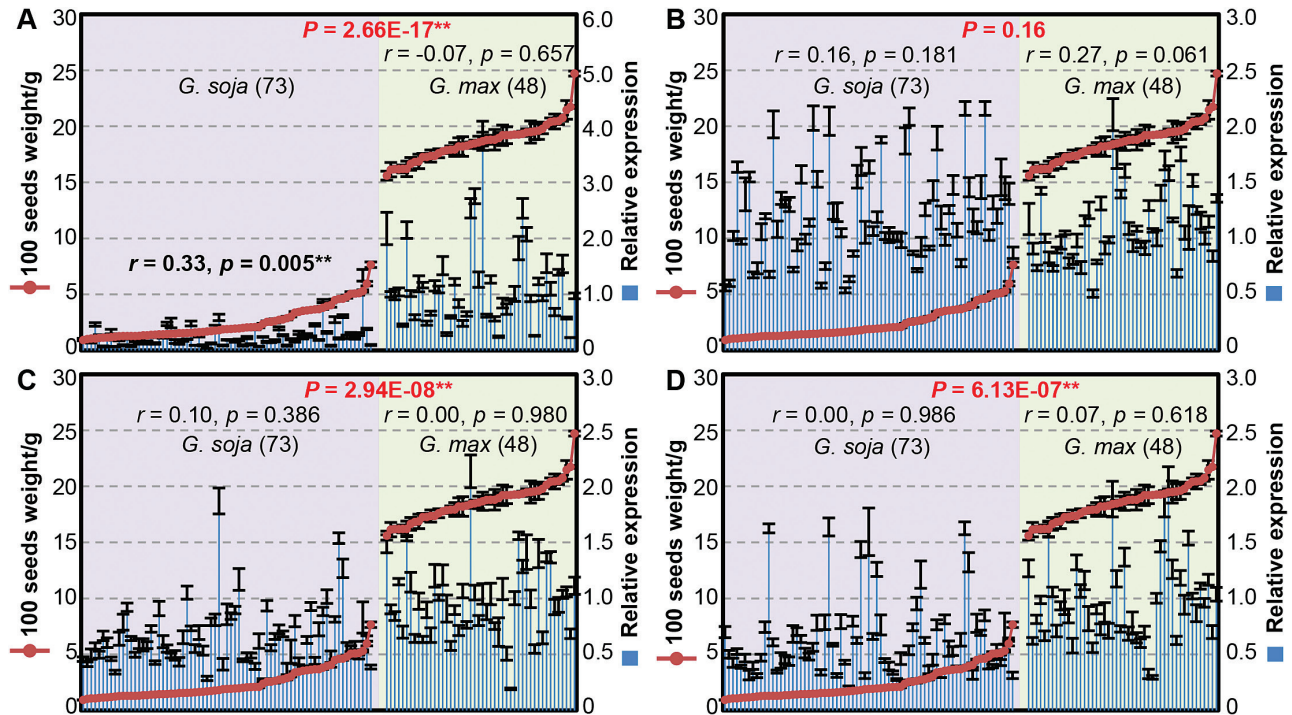 A
30
25
20
15
10
5
0
100 seeds weight/g
P = 2.66E-17**
r = -0.07, p = 0.657
G. soja (73)
G. max (48)
r = 0.33, p = 0.005**
6.0
5.0
4.0
3.0
2.0
1.0
0
Relative expression
B
30
25
20
15
10
5
0
100 seeds weight/g
P = 0.16
r = 0.16, p = 0.181
r = 0.27, p = 0.061
G. soja (73)
G. max (48)
3.0
2.5
2.0
1.5
1.0
0.5
0
Relative expression
C
30
25
20
15
10
5
0
100 seeds weight/g
P = 2.94E-08**
r = 0.10, p = 0.386
r = 0.00, p = 0.980
G. soja (73)
G. max (48)
3.0
2.5
2.0
1.5
1.0
0.5
0
Relative expression
D
30
25
20
15
10
5
0
100 seeds weight/g
P = 6.13E-07**
r = 0.00, p = 0.986
r = 0.07, p = 0.618
G. soja (73)
G. max (48)
3.0
2.5
2.0
1.5
1.0
0.5
0
Relative expression